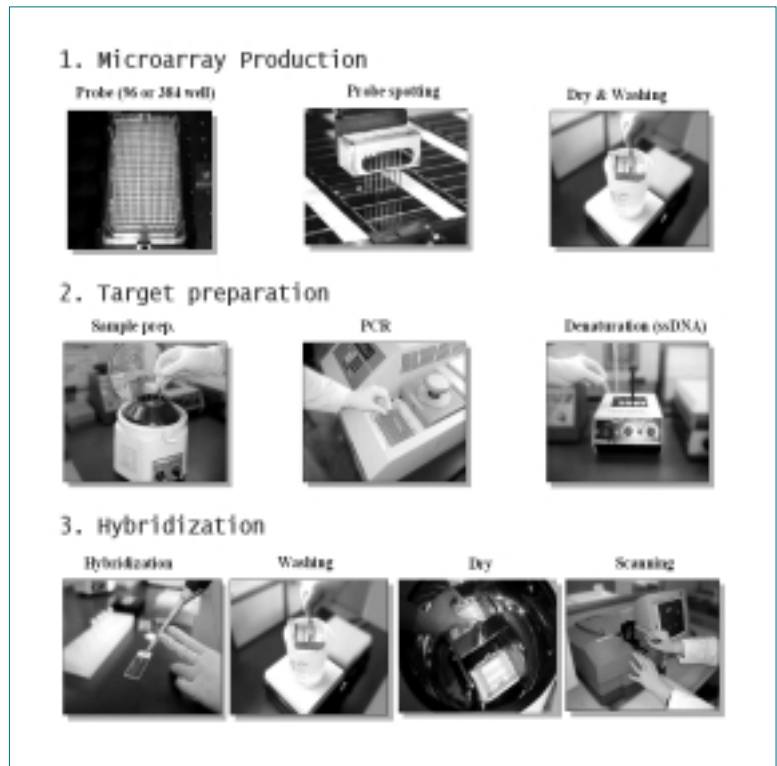 1. Microarray Production
Probe (96 or 384 well) Probe spotting Dry & Washing
2. Target preparation
Sample prep. PCR Denaturation (ssDNA)
3. Hybridization
Hybridization Washing Dry Scanning